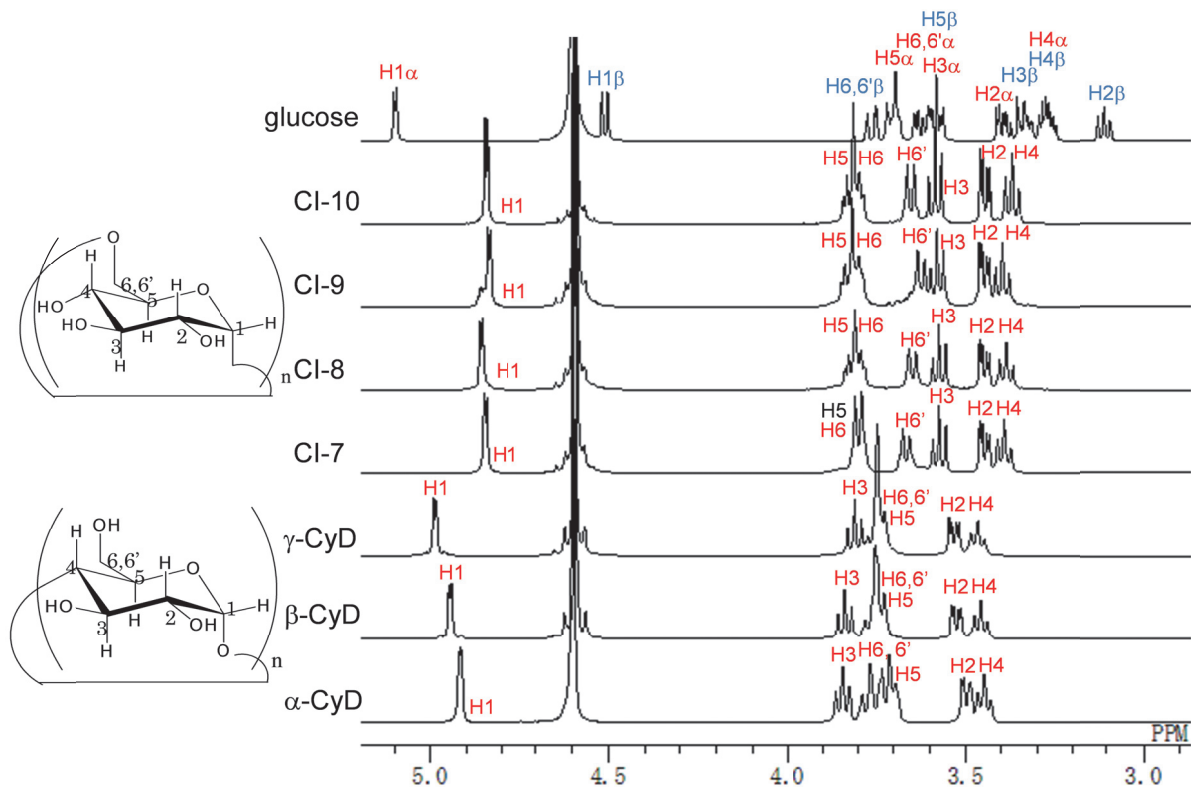 H5β
H6,6'α H4α
H1α H5α H3α H4β
H1β H6,6'β H2α H3β H2β
glucose
H5 H6 H6' H3 H2 H4
CI-10 H1
H5 H6 H6' H3 H2 H4
CI-9 H1
H5 H6 H6' H3 H2 H4
CI-8 H1
H5
H6 H6' H3 H2 H4
CI-7 H1
H1 H3 H6,6' H2 H4
H5
γ-CyD
H1 H3 H6,6' H2 H4
H5
β-CyD
H3 H6, 6' H2 H4
H5
α-CyD H1
O
H 6,6'
4 5 H O
HO H
HO 2 1 H
3 H OH
H n
OH
H 6,6'
4 5 H O
HO H 2 1 H
3 OH
H O n
PPM
5.0 4.5 4.0 3.5 3.0